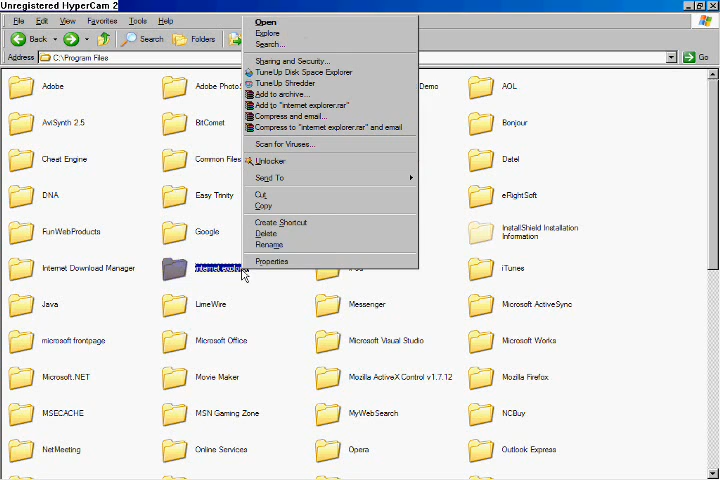 Unregistered HyperCam 2
File Edit View Favorites Tools Help
Back Search Folders
Address C:\Program Files Go
Open
Explore
Search...
Sharing and Security...
TuneUp Disk Space Explorer
TuneUp Shredder
Add to archive...
Add to "internet explorer.rar"
Compress and email...
Compress to "internet explorer.rar" and email
Scan for Viruses...
Unlocker
Send To
Cut
Copy
Create Shortcut
Delete
Rename
Properties
Adobe Demo AOL
AviSynth 2.5 BitComet Bonjour
Cheat Engine Common Files Datel
DNA Easy Trinity eRightSoft
FunWebProducts Google InstallShield Installation
Information
Internet Download Manager internet iTunes
Java LimeWire Messenger Microsoft ActiveSync
microsoft frontpage Microsoft Office Microsoft Visual Studio Microsoft Works
Microsoft.NET Movie Maker Mozilla ActiveX Control v1.7.12 Mozilla Firefox
MSECACHE MSN Gaming Zone MyWebSearch NCBuy
NetMeeting Online Services Opera Outlook Express